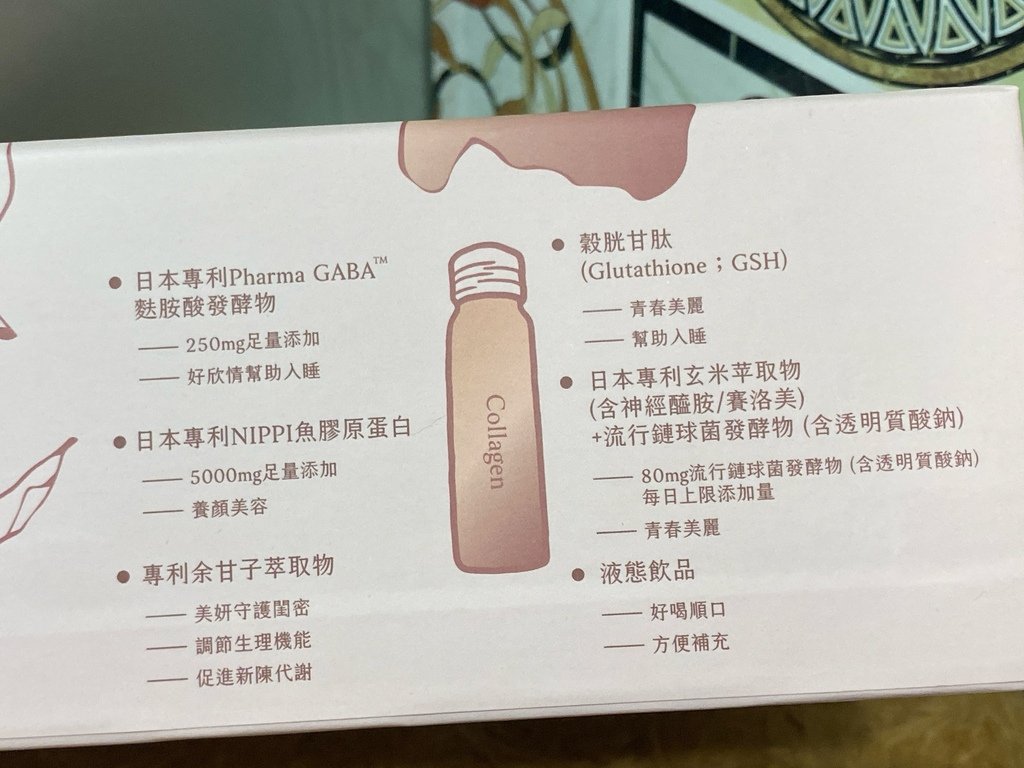 日本專利Pharma GABA™
麩胺酸發酵物
250mg足量添加
好欣情幫助入睡
日本專利NIPPI魚膠原蛋白
5000mg足量添加
養顏美容
專利余甘子萃取物
美妍守護閨密
調節生理機能
促進新陳代謝
Collagen
穀胱甘肽
(Glutathione；GSH)
青春美麗
幫助入睡
日本專利玄米苹取物
(含神經醯胺/賽洛美)
+流行鏈球菌發酵物 (含透明質酸鈉)
80mg流行鏈球菌發酵物 (含透明質酸鈉)
每日上限添加量
青春美麗
液態飲品
好喝順口
方便補充